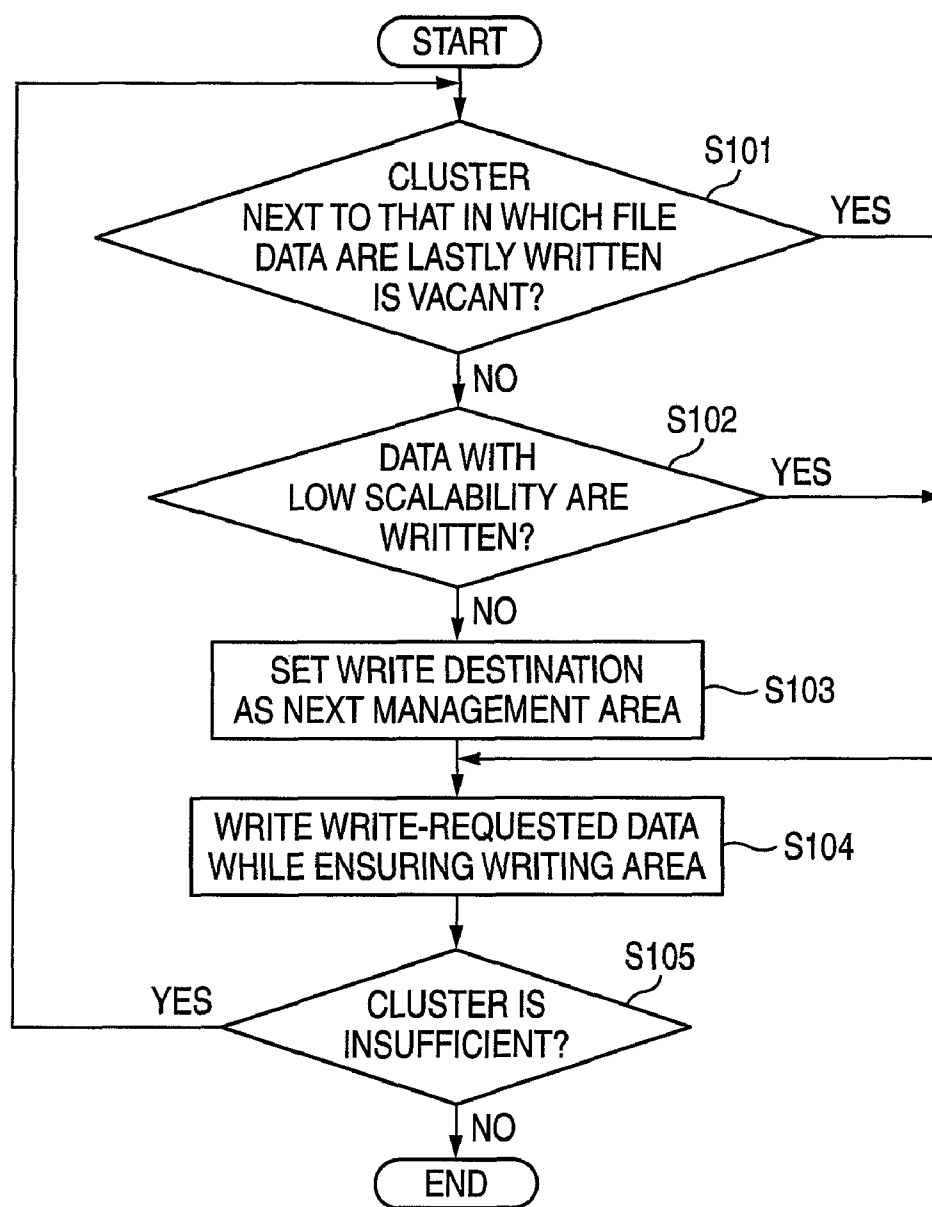 START
S101
CLUSTER
NEXT TO THAT IN WHICH FILE
DATA ARE LASTLY WRITTEN
IS VACANT?
YES
NO
S102
DATA WITH
LOW SCALABILITY ARE
WRITTEN?
YES
NO
SET WRITE DESTINATION
AS NEXT MANAGEMENT AREA
S103
WRITE WRITE-REQUESTED DATA
WHILE ENSURING WRITING AREA
S104
S105
YES
CLUSTER IS
INSUFFICIENT?
NO
END